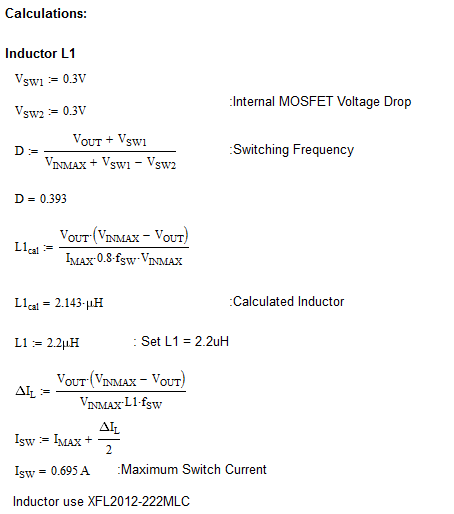 Calculations:
Inductor L1
V_SW1 := 0.3V
V_SW2 := 0.3V
:Internal MOSFET Voltage Drop
D := (V_OUT + V_SW1) / (V_INMAX + V_SW1 − V_SW2)
:Switching Frequency
D = 0.393
L1_cal := V_OUT·(V_INMAX − V_OUT) / (I_MAX·0.8·f_SW·V_INMAX)
L1_cal = 2.143·μH :Calculated Inductor
L1 := 2.2μH : Set L1 = 2.2uH
ΔI_L := V_OUT·(V_INMAX − V_OUT) / (V_INMAX·L1·f_SW)
I_SW := I_MAX + ΔI_L / 2
I_SW = 0.695 A :Maximum Switch Current
Inductor use XFL2012-222MLC